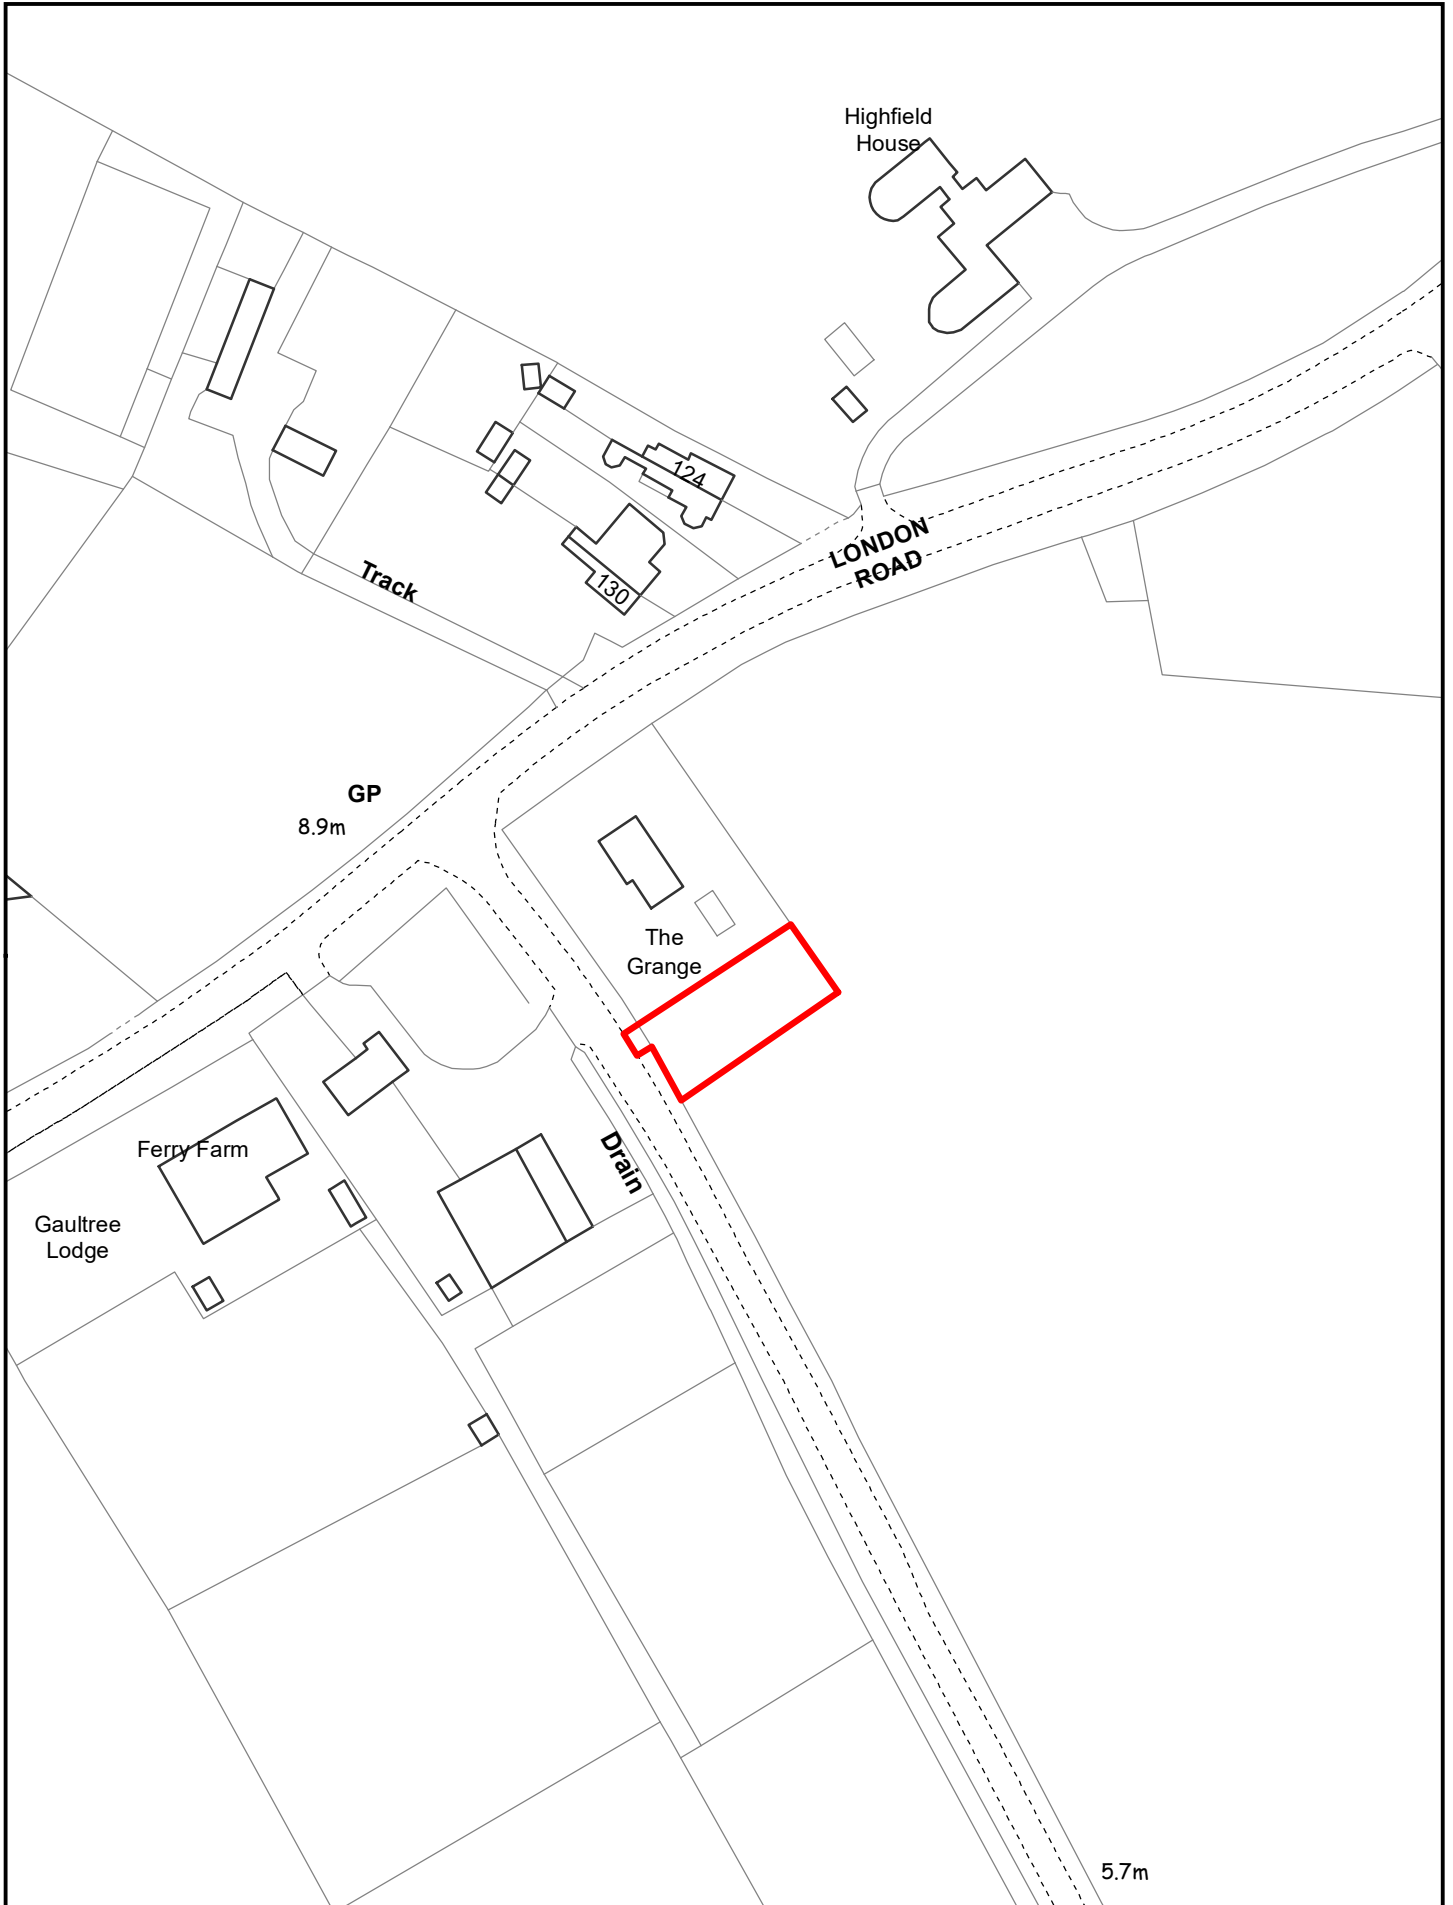 Highfield
House
124
LONDON
ROAD
Track
130
GP
8.9m
The
Grange
Ferry Farm
Drain
Gaultree
Lodge
5.7m